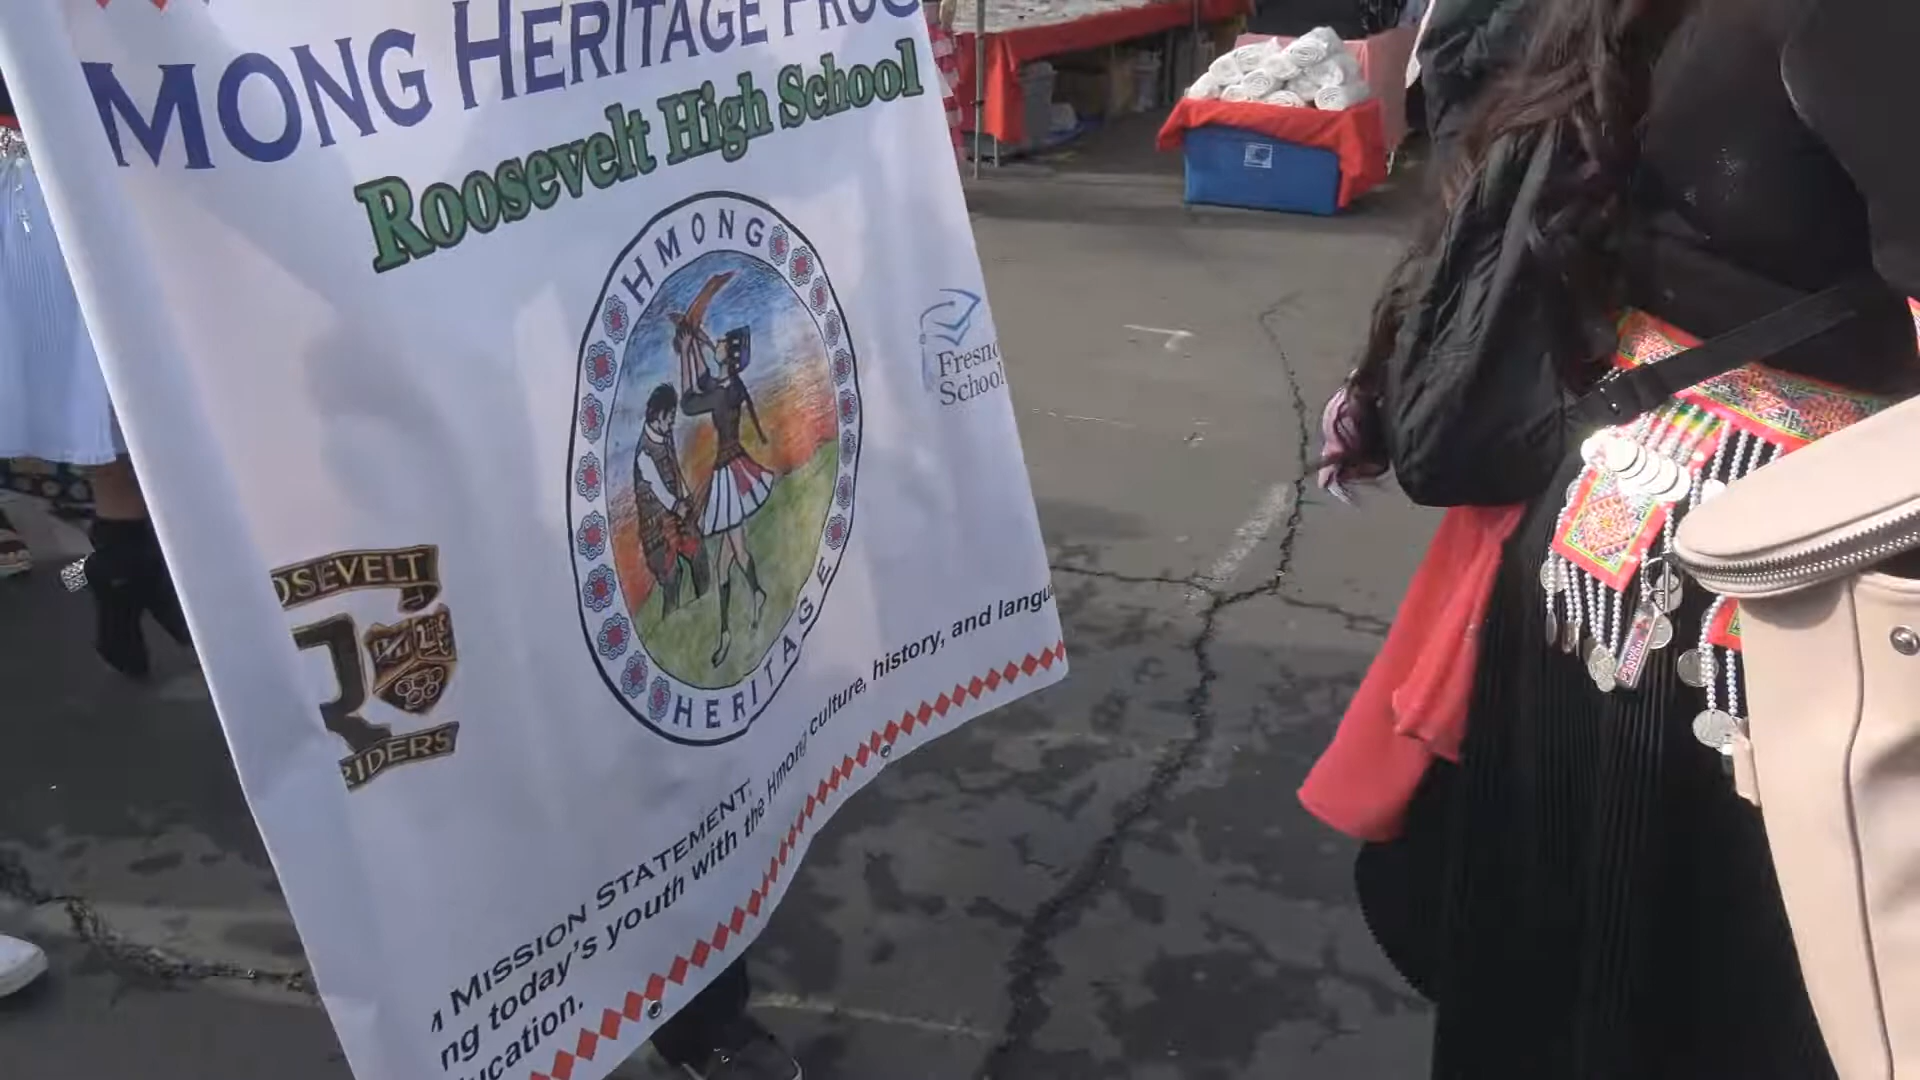 MONG HERITAGE PROG
Roosevelt High School
HMONG
HERITAGE
Fresno
School
OSEVELT
R
RIDERS
MISSION STATEMENT:
ng today's youth with the Hmong culture, history, and langu
ucation.